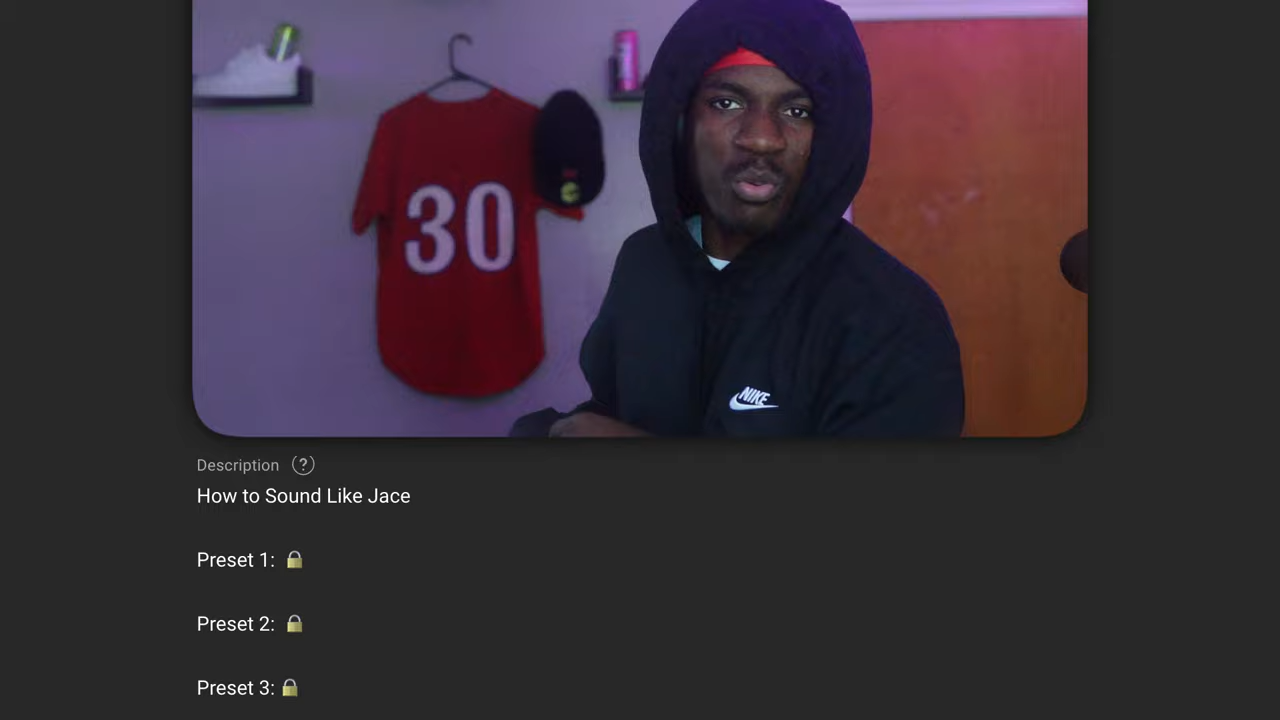 30
NIKE
Description ?
How to Sound Like Jace
Preset 1: 🔒
Preset 2: 🔒
Preset 3: 🔒